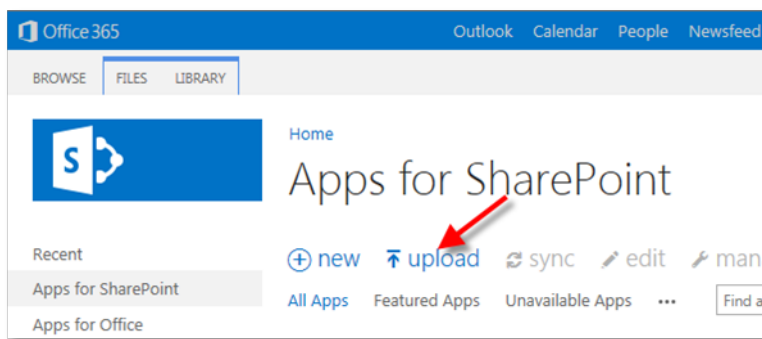 Office 365 Outlook Calendar People Newsfeed
BROWSE FILES LIBRARY
S
Home
Apps for SharePoint
new upload sync edit man
Recent
Apps for SharePoint
Apps for Office
All Apps Featured Apps Unavailable Apps ••• Find a